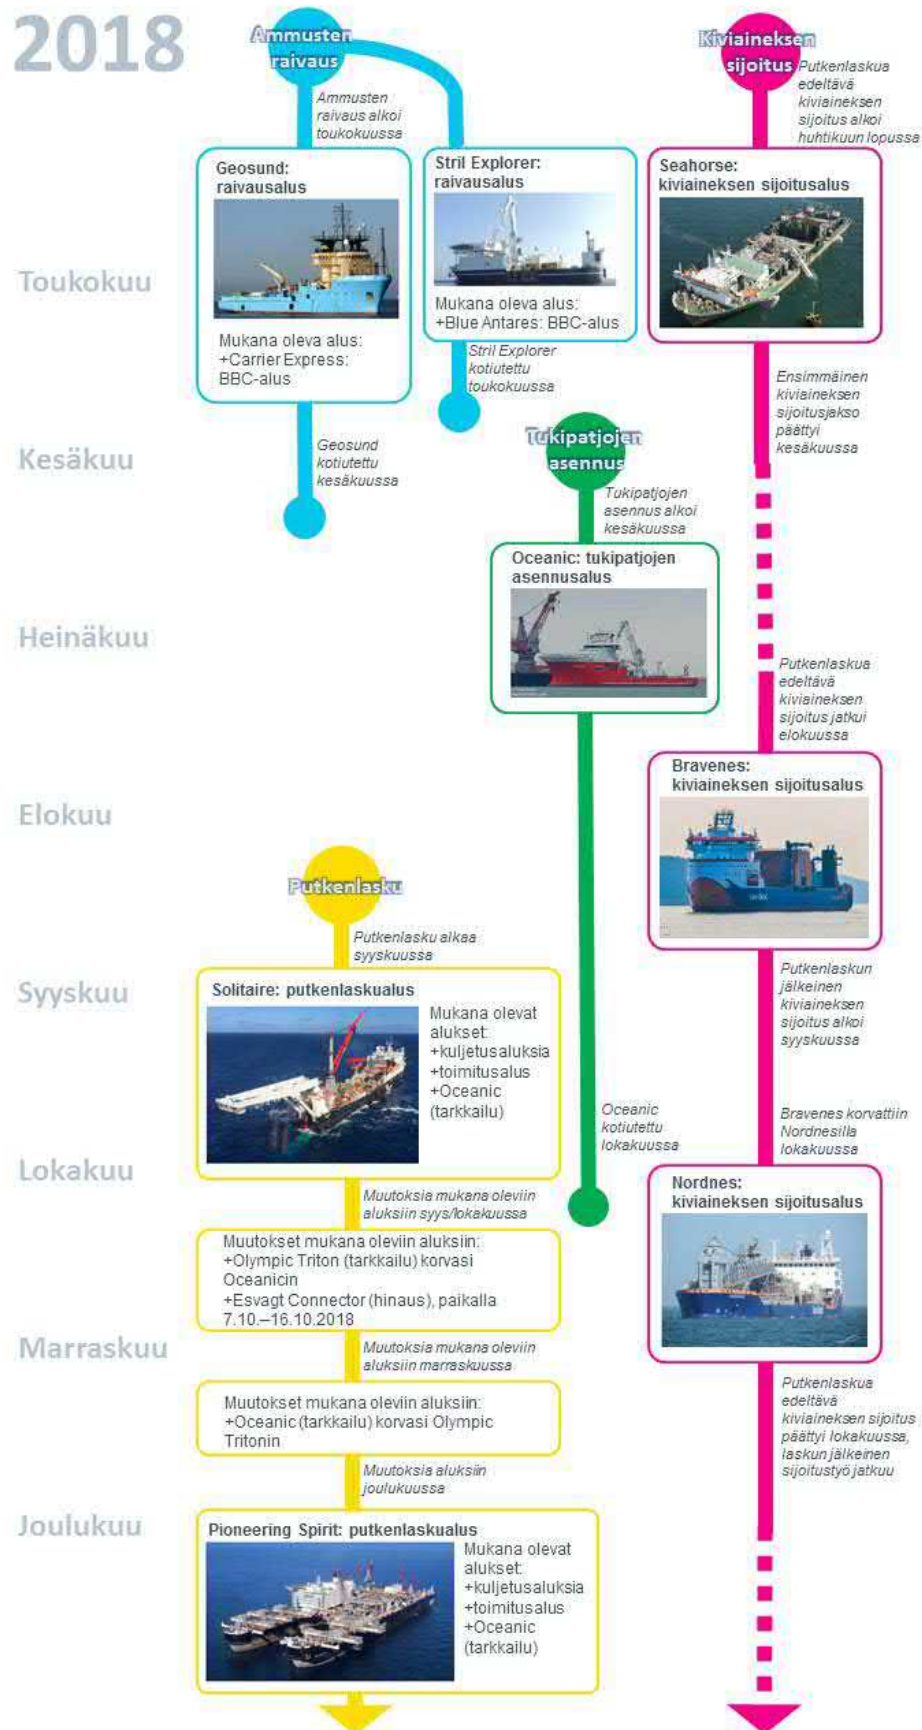 2018
Ammusten
raivaus
Kiviaineksen
sijoitus
Ammusten
raivaus alkoi
toukokuussa
Putkenlaskua
edeltävä
kiviaineksen
sijoitus alkoi
huhtikuun lopussa
Geosund:
raivausalus
Mukana oleva alus:
+Carrier Express:
BBC-alus
Stril Explorer:
raivausalus
Mukana oleva alus:
+Blue Antares: BBC-alus
Seahorse:
kiviaineksen sijoitusalus
Toukokuu
Stril Explorer
kotiutettu
toukokuussa
Ensimmäinen
kiviaineksen
sijoitusjakso
päättyi
kesäkuussa
Kesäkuu
Geosund
kotiutettu
kesäkuussa
Tukipatjojen
asennus
Tukipatjojen
asennus alkoi
kesäkuussa
Oceanic: tukipatjojen
asennusalus
Heinäkuu
Putkenlaskua
edeltävä
kiviaineksen
sijoitus jatkui
elokuussa
Bravenes:
kiviaineksen sijoitusalus
Elokuu
Putkenlasku
Putkenlasku alkaa
syyskuussa
Syyskuu
Solitaire: putkenlaskualus
Mukana olevat
alukset:
+kuljetusaluksia
+toimitusalus
+Oceanic
(tarkkailu)
Putkenlaskun
jälkeinen
kiviaineksen
sijoitus alkoi
syyskuussa
Oceanic
kotiutettu
lokakuussa
Bravenes korvattiin
Nordnesilla
lokakuussa
Lokakuu
Nordnes:
kiviaineksen sijoitusalus
Muutoksia mukana oleviin
aluksiin syys/lokakuussa
Muutokset mukana oleviin aluksiin:
+Olympic Triton (tarkkailu) korvasi
Oceanicin
+Esvagt Connector (hinaus), paikalla
7.10.–16.10.2018
Marraskuu
Muutoksia mukana oleviin
aluksiin marraskuussa
Muutokset mukana oleviin aluksiin:
+Oceanic (tarkkailu) korvasi Olympic
Tritonin
Putkenlaskua
edeltävä
kiviaineksen sijoitus
päättyi lokakuussa,
laskun jälkeinen
sijoitustyö jatkuu
Muutoksia aluksiin
joulukuussa
Joulukuu
Pioneering Spirit: putkenlaskualus
Mukana olevat
alukset:
+kuljetusaluksia
+toimitusalus
+Oceanic
(tarkkailu)